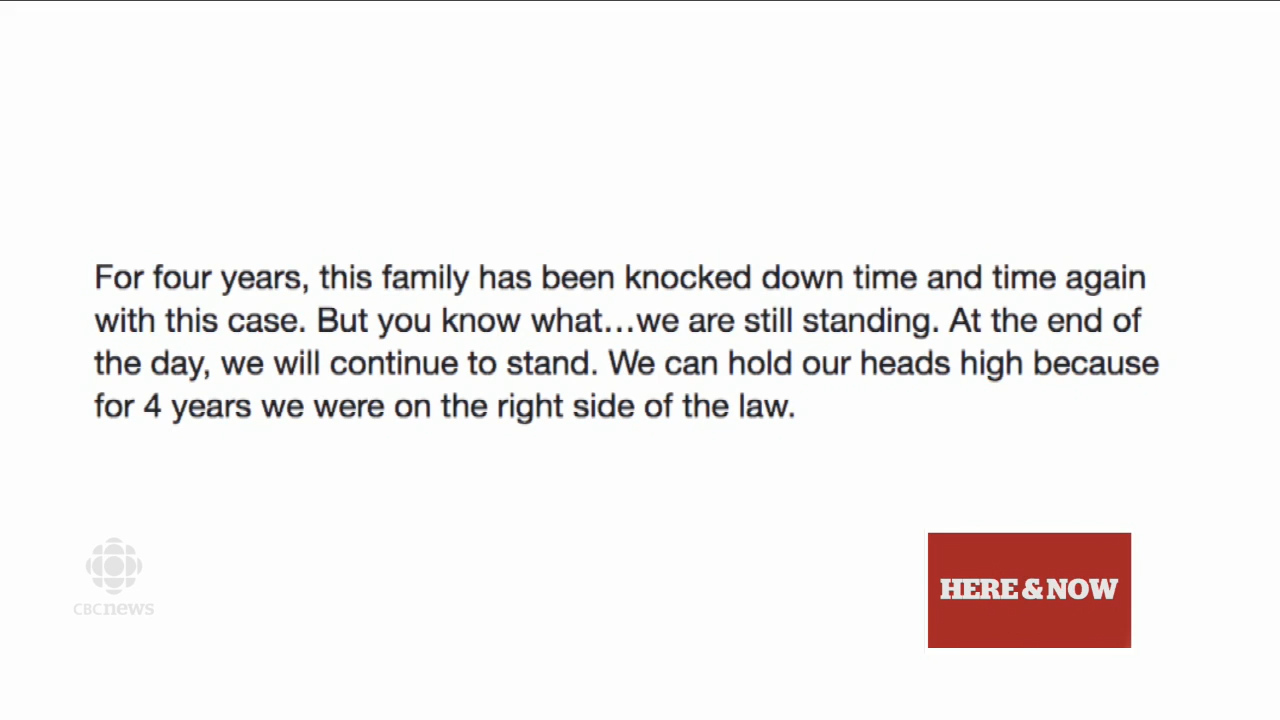 For four years, this family has been knocked down time and time again
with this case. But you know what...we are still standing. At the end of
the day, we will continue to stand. We can hold our heads high because
for 4 years we were on the right side of the law.
CBCnews
HERE & NOW